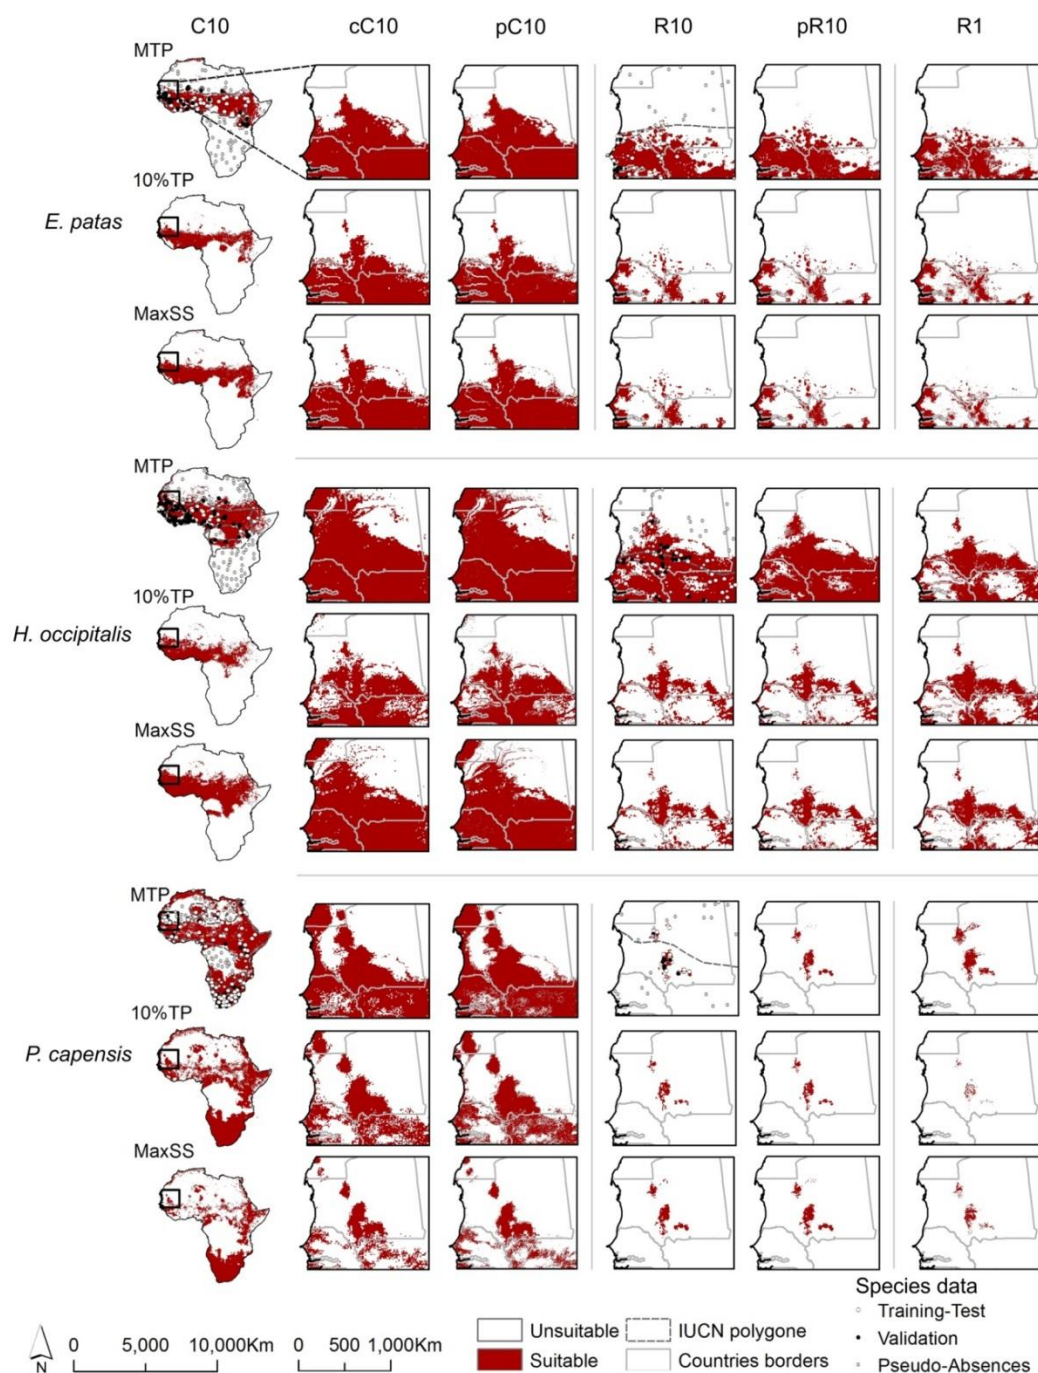 C10 cC10 pC10 R10 pR10 R1
MTP
10%TP
E. patas
MaxSS
MTP
10%TP
H. occipitalis
MaxSS
MTP
10%TP
P. capensis
MaxSS
Species data
Training-Test
Validation
Pseudo-Absences
Unsuitable IUCN polygone
Suitable Countries borders
N
0 5,000 10,000Km
0 500 1,000Km